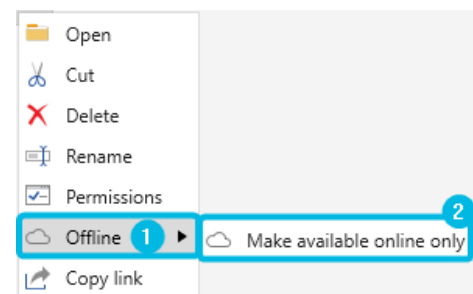 Open
Cut
Delete
Rename
Permissions
2
Offline 1 Make available online only
Copy link